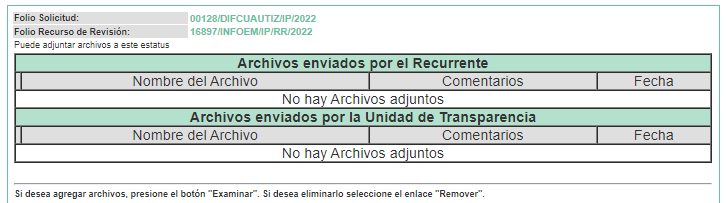 Folio Solicitud: 00128/DIFCUAUTIZ/IP/2022
Folio Recurso de Revisión: 16897/INFOEM/IP/RR/2022
Puede adjuntar archivos a este estatus
Archivos enviados por el Recurrente
Nombre del Archivo Comentarios Fecha
No hay Archivos adjuntos
Archivos enviados por la Unidad de Transparencia
Nombre del Archivo Comentarios Fecha
No hay Archivos adjuntos
Si desea agregar archivos, presione el botón "Examinar". Si desea eliminarlo seleccione el enlace "Remover".